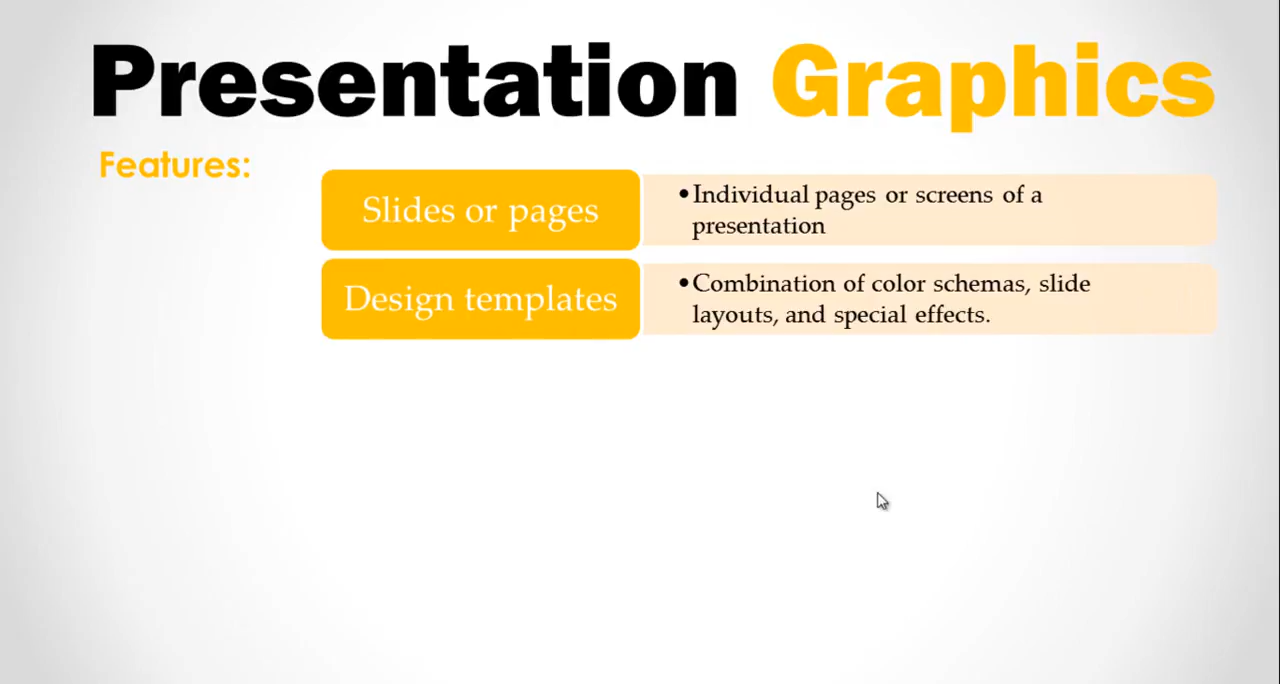 Presentation Graphics
Features:
Slides or pages
•Individual pages or screens of a
presentation
Design templates
•Combination of color schemas, slide
layouts, and special effects.